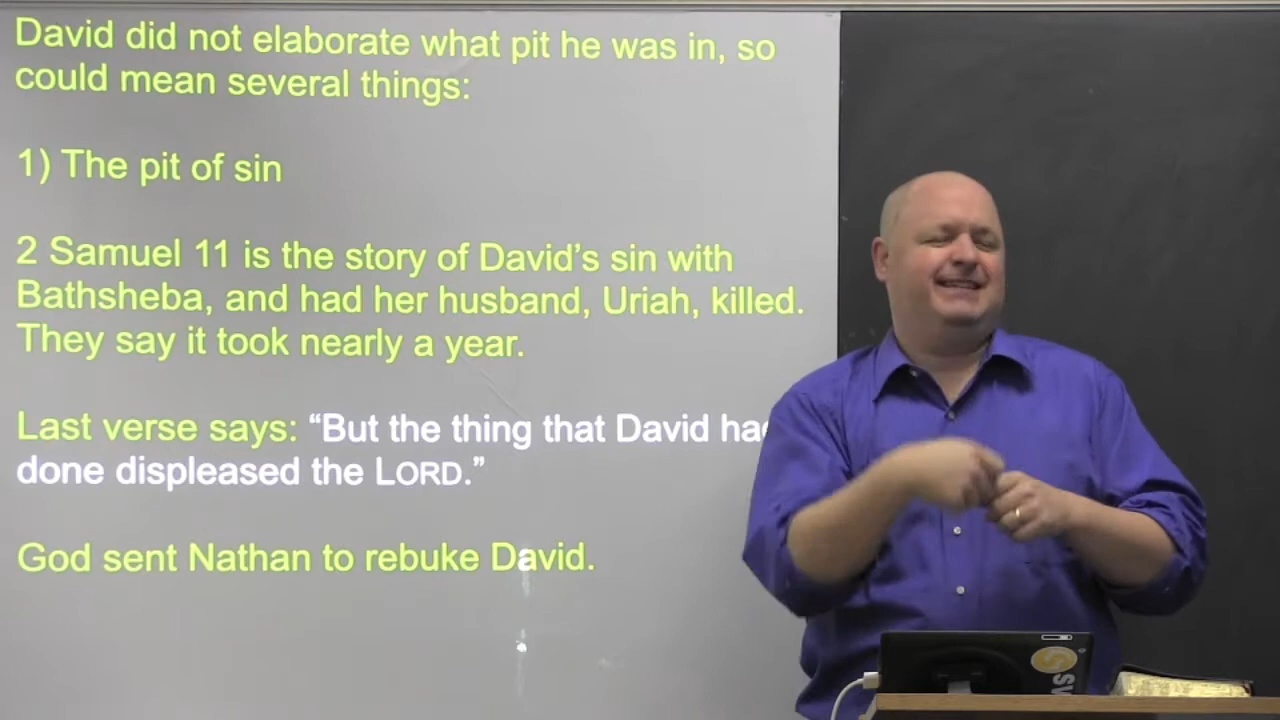 David did not elaborate what pit he was in, so
could mean several things:
1) The pit of sin
2 Samuel 11 is the story of David's sin with
Bathsheba, and had her husband, Uriah, killed.
They say it took nearly a year.
Last verse says: “But the thing that David had
done displeased the LORD.”
God sent Nathan to rebuke David.
SV